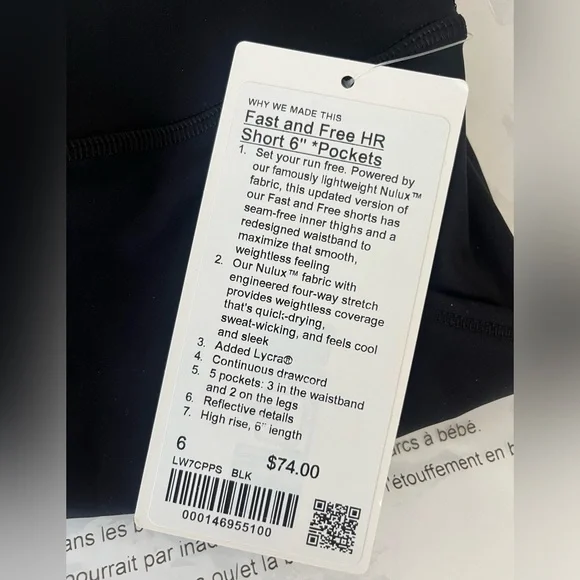 WHY WE MADE THIS
Fast and Free HR
Short 6" *Pockets
1. Set your run free. Powered by
our famously lightweight Nulux™
fabric, this updated version of
our Fast and Free shorts has
seam-free inner thighs and a
redesigned waistband to
maximize that smooth,
weightless feeling
2. Our Nulux™ fabric with
engineered four-way stretch
provides weightless coverage
that's quick-drying,
sweat-wicking, and feels cool
and sleek
3. Added Lycra®
4. Continuous drawcord
5. 5 pockets: 3 in the waistband
and 2 on the legs
6. Reflective details
7. High rise, 6" length
6
$74.00
LW7CPPS BLK
000146955100
arcs à bébé.
l'étouffement en b
ans les b
ourrait par ina
ou/et la b